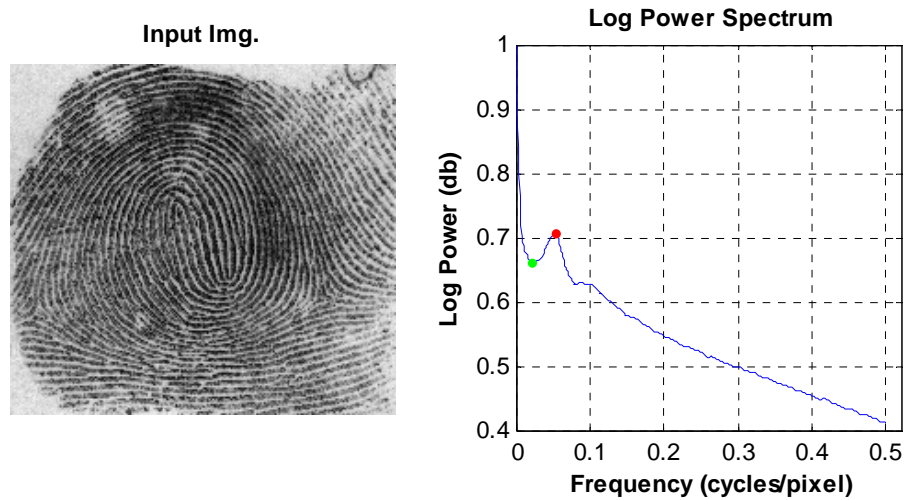 Input Img.
Log Power Spectrum
Log Power (db)
1
0.9
0.8
0.7
0.6
0.5
0.4
0 0.1 0.2 0.3 0.4 0.5
Frequency (cycles/pixel)